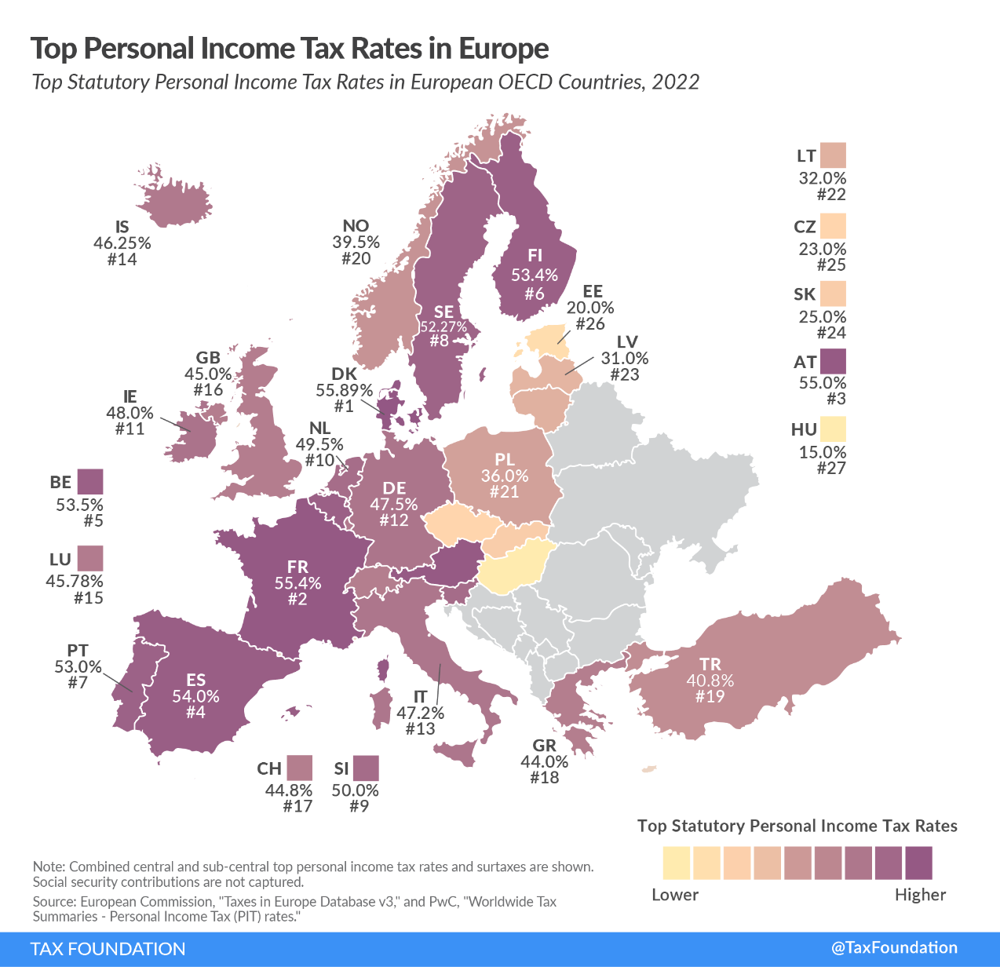 Top Personal Income Tax Rates in Europe
Top Statutory Personal Income Tax Rates in European OECD Countries, 2022
LT
32.0%
#22
CZ
23.0%
#25
SK
25.0%
#24
AT
55.0%
#3
HU
15.0%
#27
IS
46.25%
#14
NO
39.5%
#20
FI
53.4%
#6
SE
52.27%
#8
EE
20.0%
#26
LV
31.0%
#23
GB
45.0%
#16
DK
55.89%
#1
IE
48.0%
#11
NL
49.5%
#10
BE
53.5%
#5
DE
47.5%
#12
PL
36.0%
#21
LU
45.78%
#15
FR
55.4%
#2
PT
53.0%
#7
ES
54.0%
#4
IT
47.2%
#13
TR
40.8%
#19
GR
44.0%
#18
CH
44.8%
#17
SI
50.0%
#9
Top Statutory Personal Income Tax Rates
Lower
Higher
Note: Combined central and sub-central top personal income tax rates and surtaxes are shown.
Social security contributions are not captured.
Source: European Commission, "Taxes in Europe Database v3," and PwC, "Worldwide Tax
Summaries - Personal Income Tax (PIT) rates."
TAX FOUNDATION
@TaxFoundation